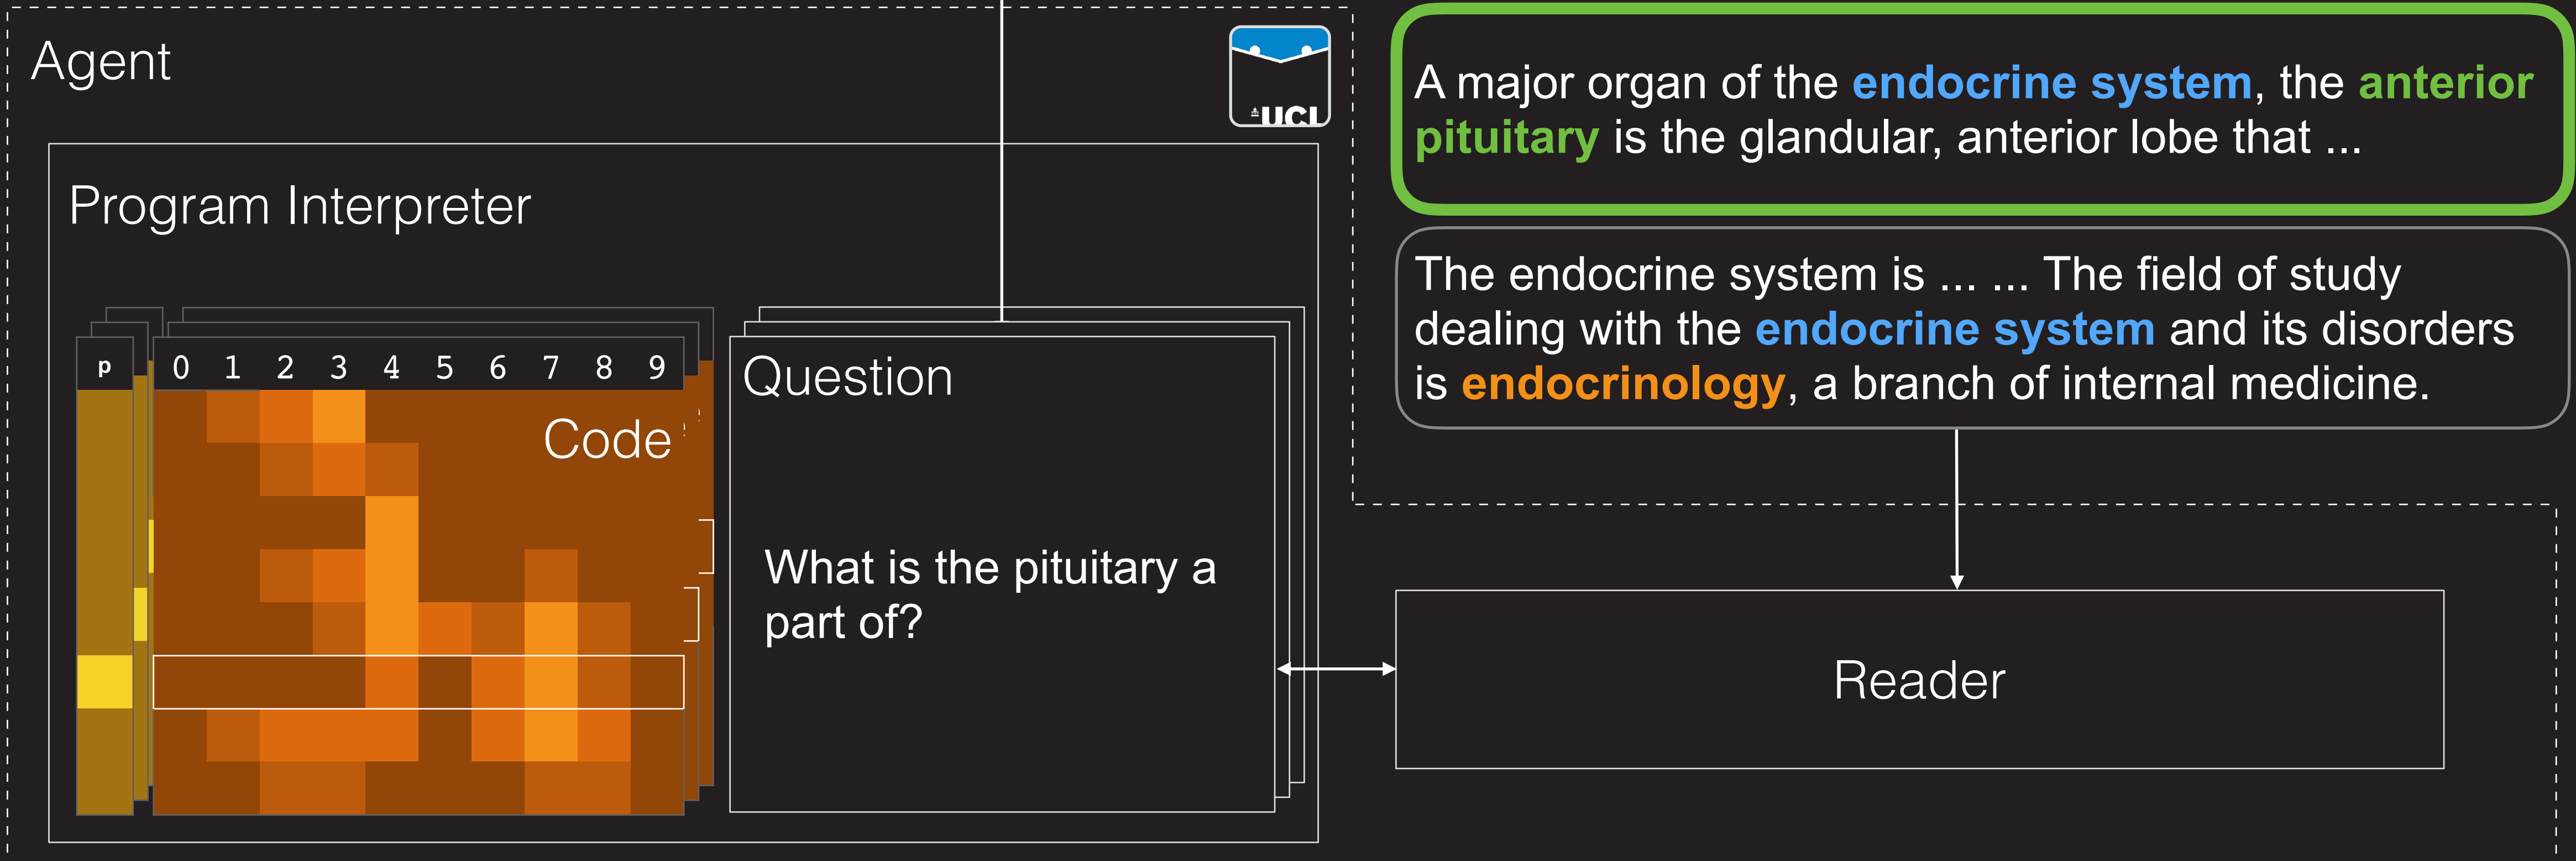 Agent
UCL
Program Interpreter
p
0 1 2 3 4 5 6 7 8 9
Code
Question
What is the pituitary a
part of?
A major organ of the endocrine system, the anterior
pituitary is the glandular, anterior lobe that ...
The endocrine system is ... ... The field of study
dealing with the endocrine system and its disorders
is endocrinology, a branch of internal medicine.
Reader